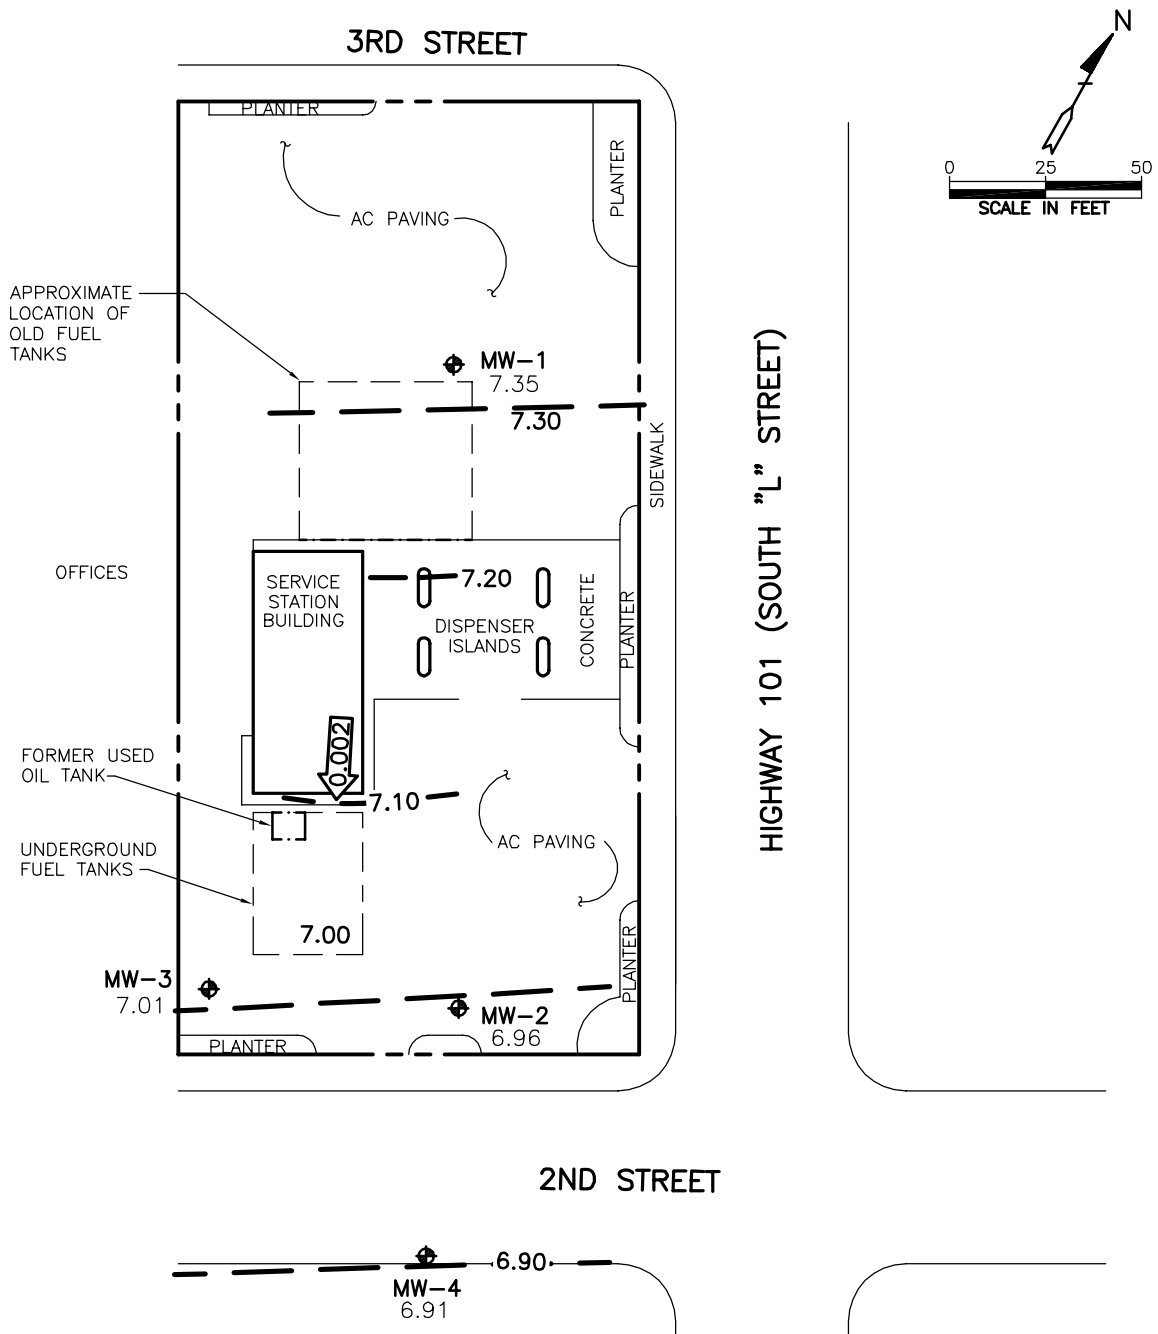 3RD STREET
N
0 25 50
SCALE IN FEET
PLANTER
PLANTER
AC PAVING
APPROXIMATE
LOCATION OF
OLD FUEL
TANKS
MW-1
7.35
7.30
SIDEWALK
HIGHWAY 101 (SOUTH "L" STREET)
OFFICES
SERVICE
STATION
BUILDING
7.20
DISPENSER
ISLANDS
CONCRETE
PLANTER
0.002
FORMER USED
OIL TANK
7.10
UNDERGROUND
FUEL TANKS
AC PAVING
7.00
PLANTER
MW-3
7.01
MW-2
6.96
PLANTER
2ND STREET
6.90
MW-4
6.91